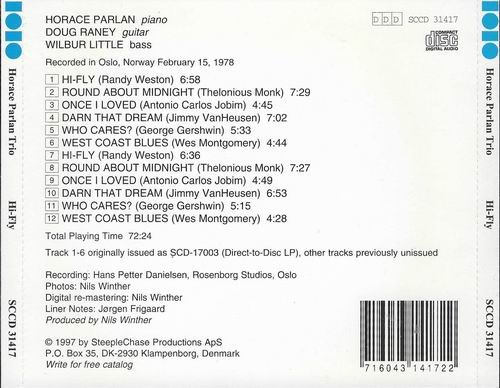 HORACE PARLAN piano
DOUG RANEY guitar
WILBUR LITTLE bass
Recorded in Oslo, Norway February 15, 1978
D D D SCCD 31417
COMPACT
disc
DIGITAL AUDIO
1 HI-FLY (Randy Weston) 6:58
2 ROUND ABOUT MIDNIGHT (Thelonious Monk) 7:29
3 ONCE I LOVED (Antonio Carlos Jobim) 4:45
4 DARN THAT DREAM (Jimmy VanHeusen) 7:02
5 WHO CARES? (George Gershwin) 5:33
6 WEST COAST BLUES (Wes Montgomery) 4:44
7 HI-FLY (Randy Weston) 6:36
8 ROUND ABOUT MIDNIGHT (Thelonious Monk) 7:27
9 ONCE I LOVED (Antonio Carlos Jobim) 4:49
10 DARN THAT DREAM (Jimmy VanHeusen) 6:53
11 WHO CARES? (George Gershwin) 5:15
12 WEST COAST BLUES (Wes Montgomery) 4:28
Total Playing Time 72:24
Track 1-6 originally issued as SCD-17003 (Direct-to-Disc LP), other tracks previously unissued
Recording: Hans Petter Danielsen, Rosenborg Studios, Oslo
Photos: Nils Winther
Digital re-mastering: Nils Winther
Liner Notes: Jørgen Frigaard
Produced by Nils Winther
© 1997 by SteepleChase Productions ApS
P.O. Box 35, DK-2930 Klampenborg, Denmark
Write for free catalog
7 16043 14172 2
Horace Parlan Trio Hi-Fly SCCD 31417
Horace Parlan Trio Hi-Fly SCCD 31417